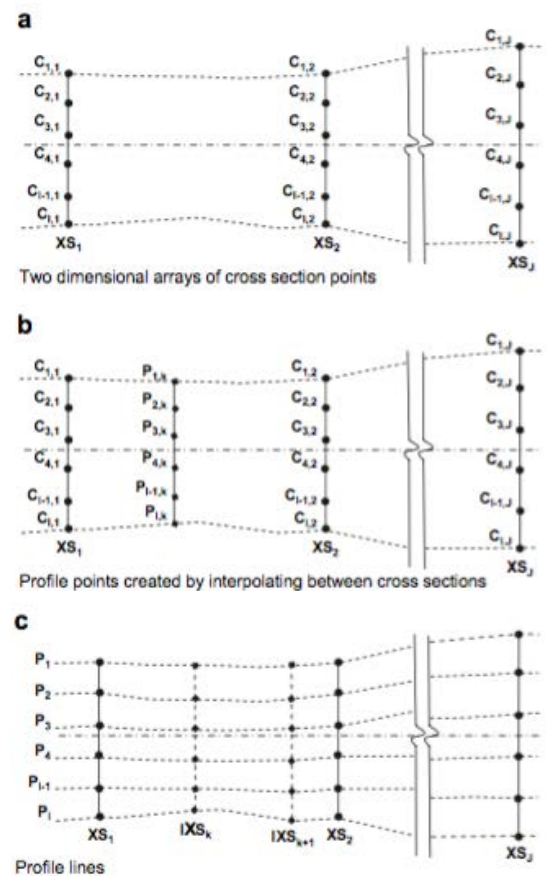 a
C1,1 C1,2 C1,J
C2,1 C2,2 C2,J
C3,1 C3,2 C3,J
C4,1 C4,2 C4,J
CI-1,1 CI-1,2 CI-1,J
CI,1 CI,2 CI,J
XS1 XS2 XSJ
Two dimensional arrays of cross section points
b
C1,1 P1,k C1,2 C1,J
C2,1 P2,k C2,2 C2,J
C3,1 P3,k C3,2 C3,J
C4,1 P4,k C4,2 C4,J
CI-1,1 PI-1,k CI-1,2 CI-1,J
CI,1 PI,k CI,2 CI,J
XS1 XS2 XSJ
Profile points created by interpolating between cross sections
c
P1
P2
P3
P4
PI-1
PI
XS1 IXSk IXSk+1 XS2 XSJ
Profile lines